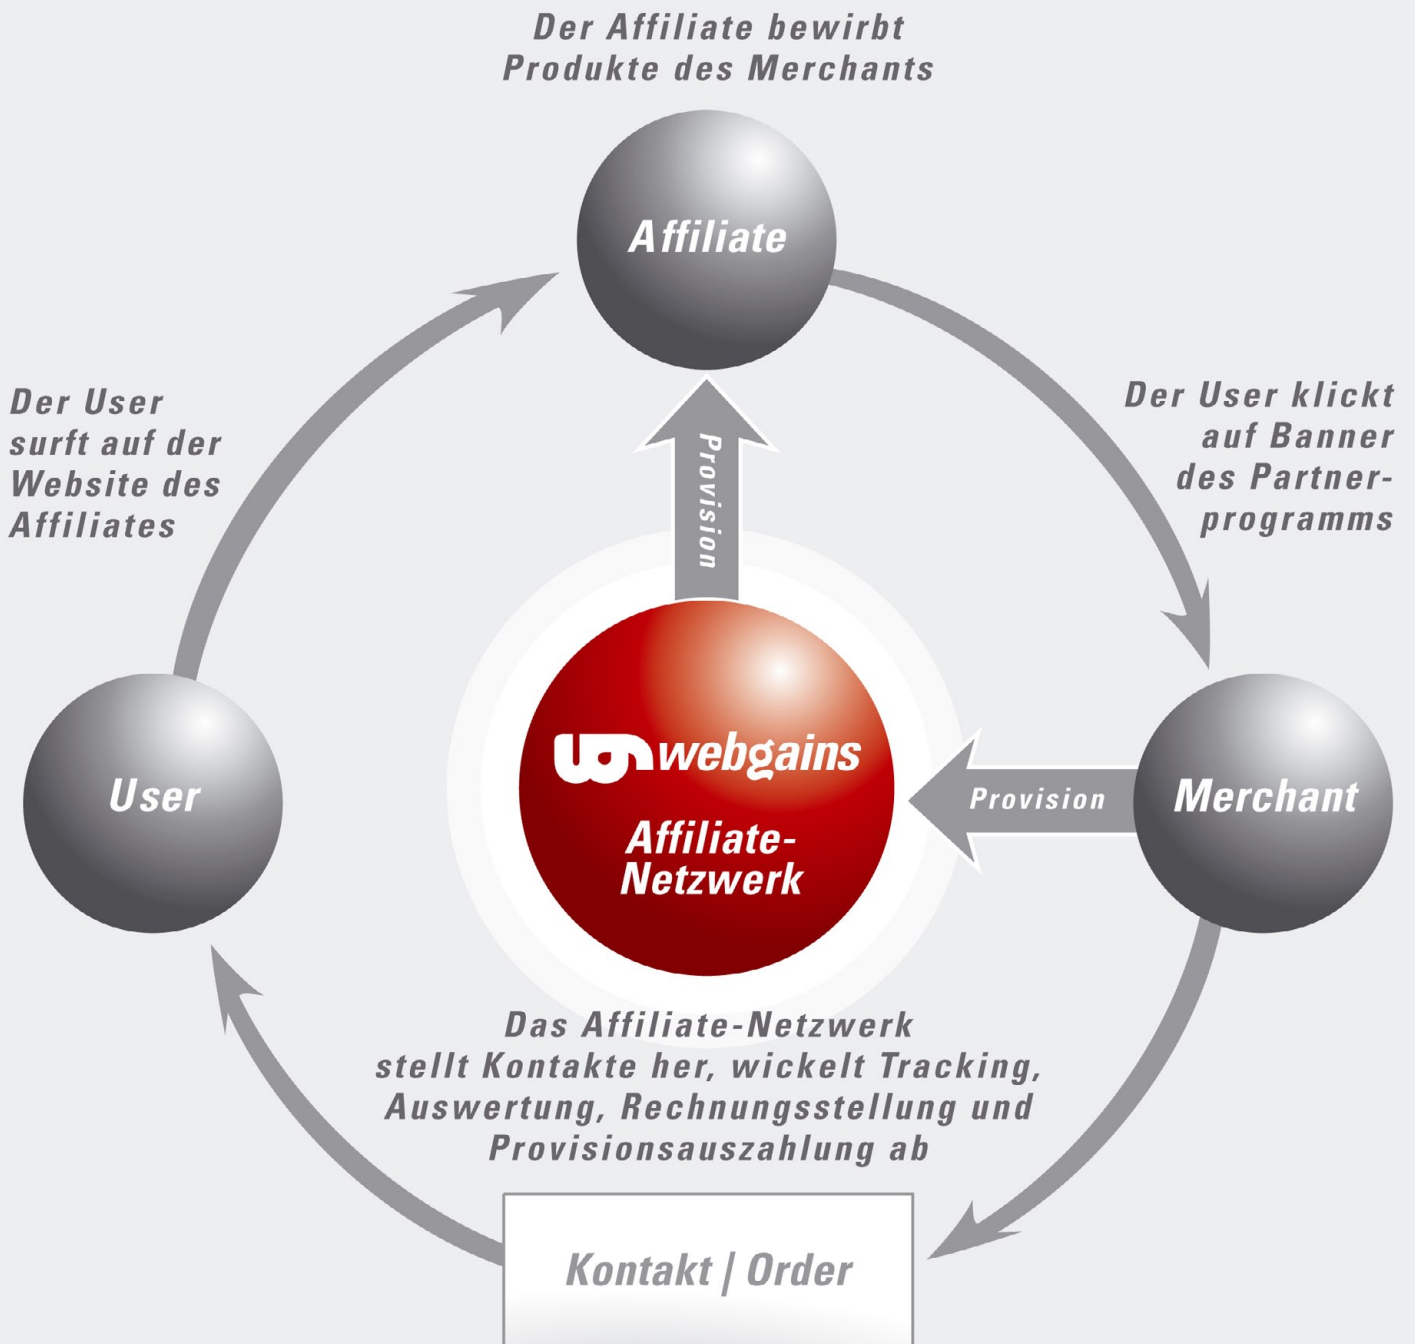 Der Affiliate bewirbt
Produkte des Merchants
Affiliate
Der User
surft auf der
Website des
Affiliates
Der User klickt
auf Banner
des Partner-
programms
Provision
User
webgains
Affiliate-
Netzwerk
Provision
Merchant
Das Affiliate-Netzwerk
stellt Kontakte her, wickelt Tracking,
Auswertung, Rechnungsstellung und
Provisionsauszahlung ab
Kontakt | Order